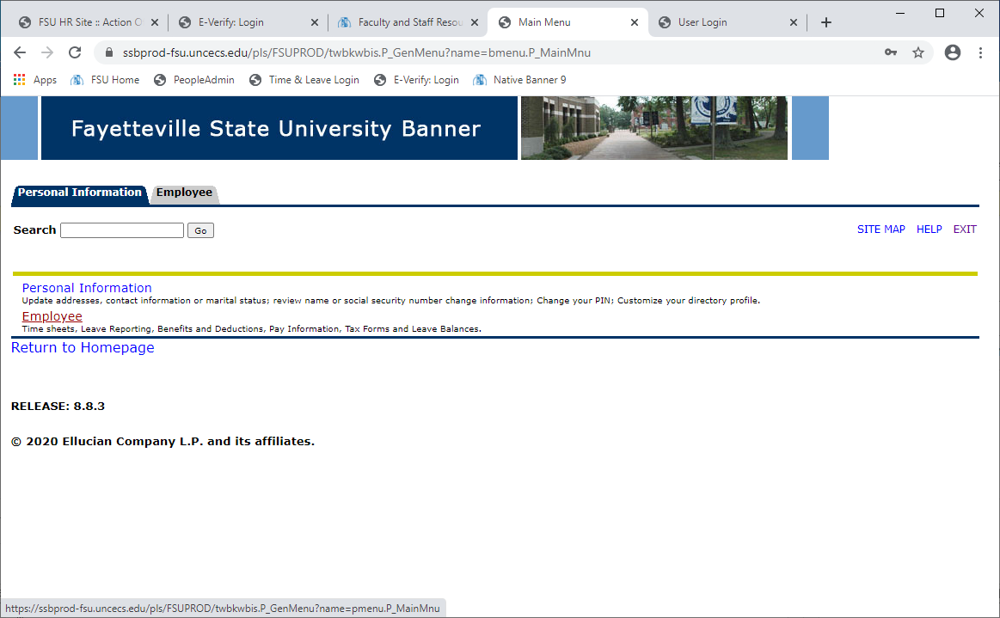 FSU HR Site :: Action O
E-Verify: Login
Faculty and Staff Resou
Main Menu
User Login
ssbprod-fsu.uncecs.edu/pls/FSUPROD/twbkwbis.P_GenMenu?name=bmenu.P_MainMnu
Apps
FSU Home
PeopleAdmin
Time & Leave Login
E-Verify: Login
Native Banner 9
Fayetteville State University Banner
Personal Information
Employee
Search
Go
SITE MAP
HELP
EXIT
Personal Information
Update addresses, contact information or marital status; review name or social security number change information; Change your PIN; Customize your directory profile.
Employee
Time sheets, Leave Reporting, Benefits and Deductions, Pay Information, Tax Forms and Leave Balances.
Return to Homepage
RELEASE: 8.8.3
© 2020 Ellucian Company L.P. and its affiliates.
https://ssbprod-fsu.uncecs.edu/pls/FSUPROD/twbkwbis.P_GenMenu?name=pmenu.P_MainMnu